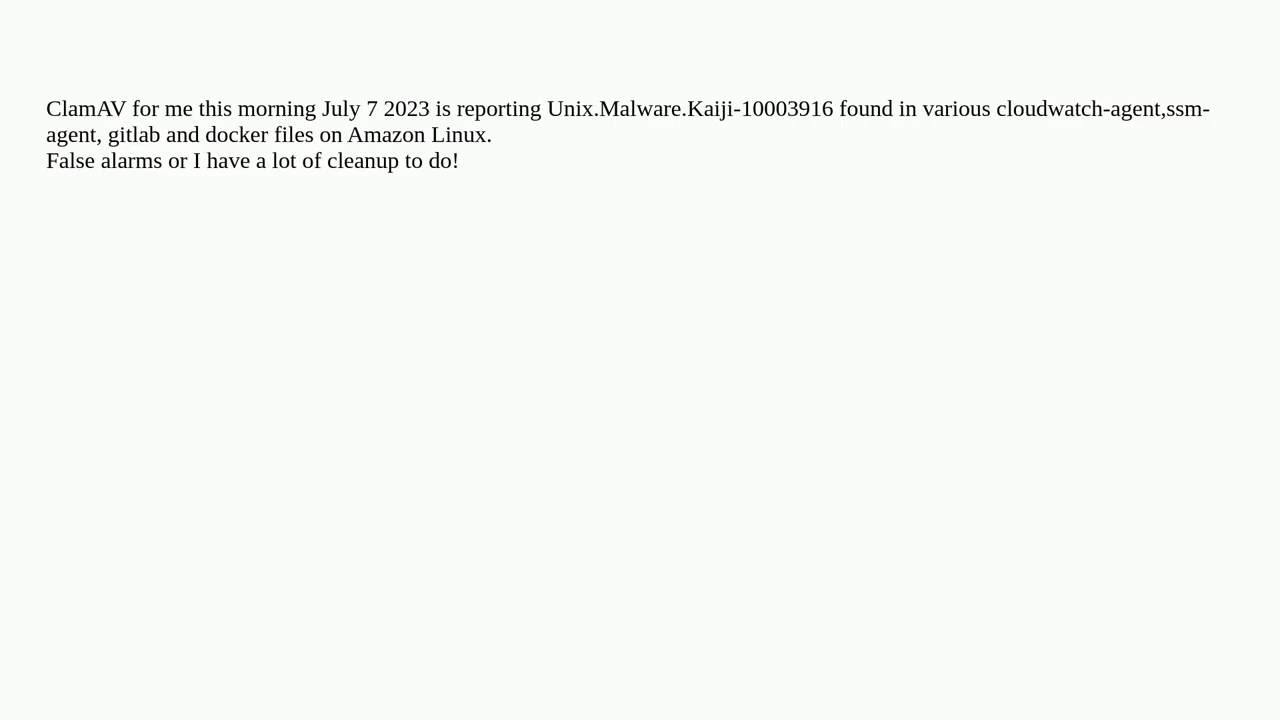 ClamAV for me this morning July 7 2023 is reporting Unix.Malware.Kaiji-10003916 found in various cloudwatch-agent,ssm-
agent, gitlab and docker files on Amazon Linux.
False alarms or I have a lot of cleanup to do!